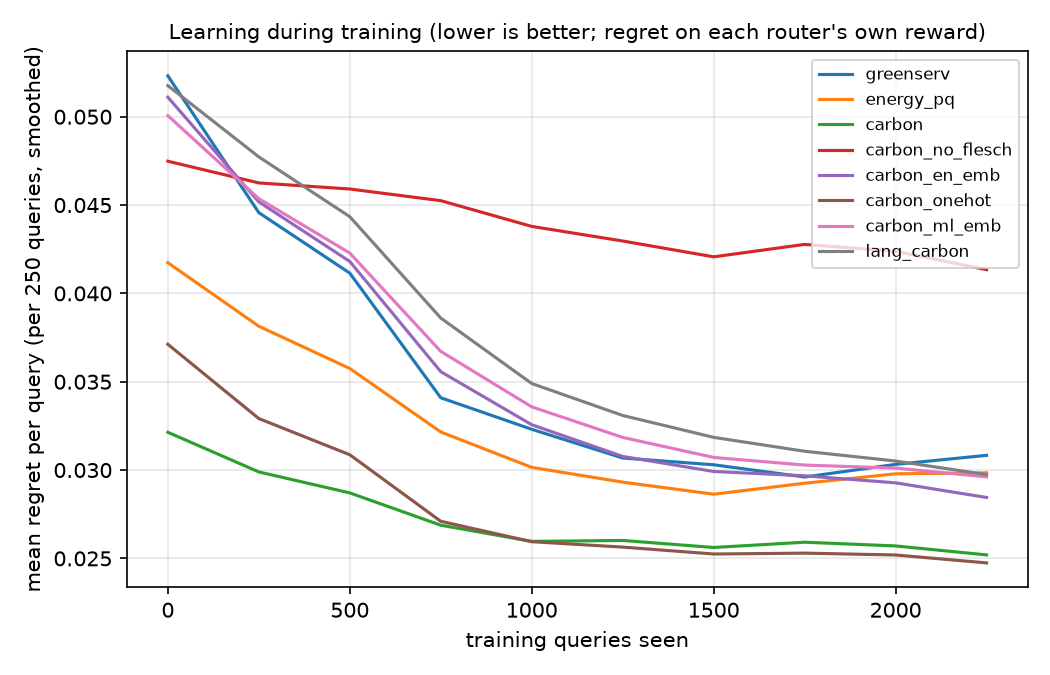 Learning during training (lower is better; regret on each router's own reward)
mean regret per query (per 250 queries, smoothed)
0.050
0.045
0.040
0.035
0.030
0.025
greenserv
energy_pq
carbon
carbon_no_flesch
carbon_en_emb
carbon_onehot
carbon_ml_emb
lang_carbon
0 500 1000 1500 2000
training queries seen